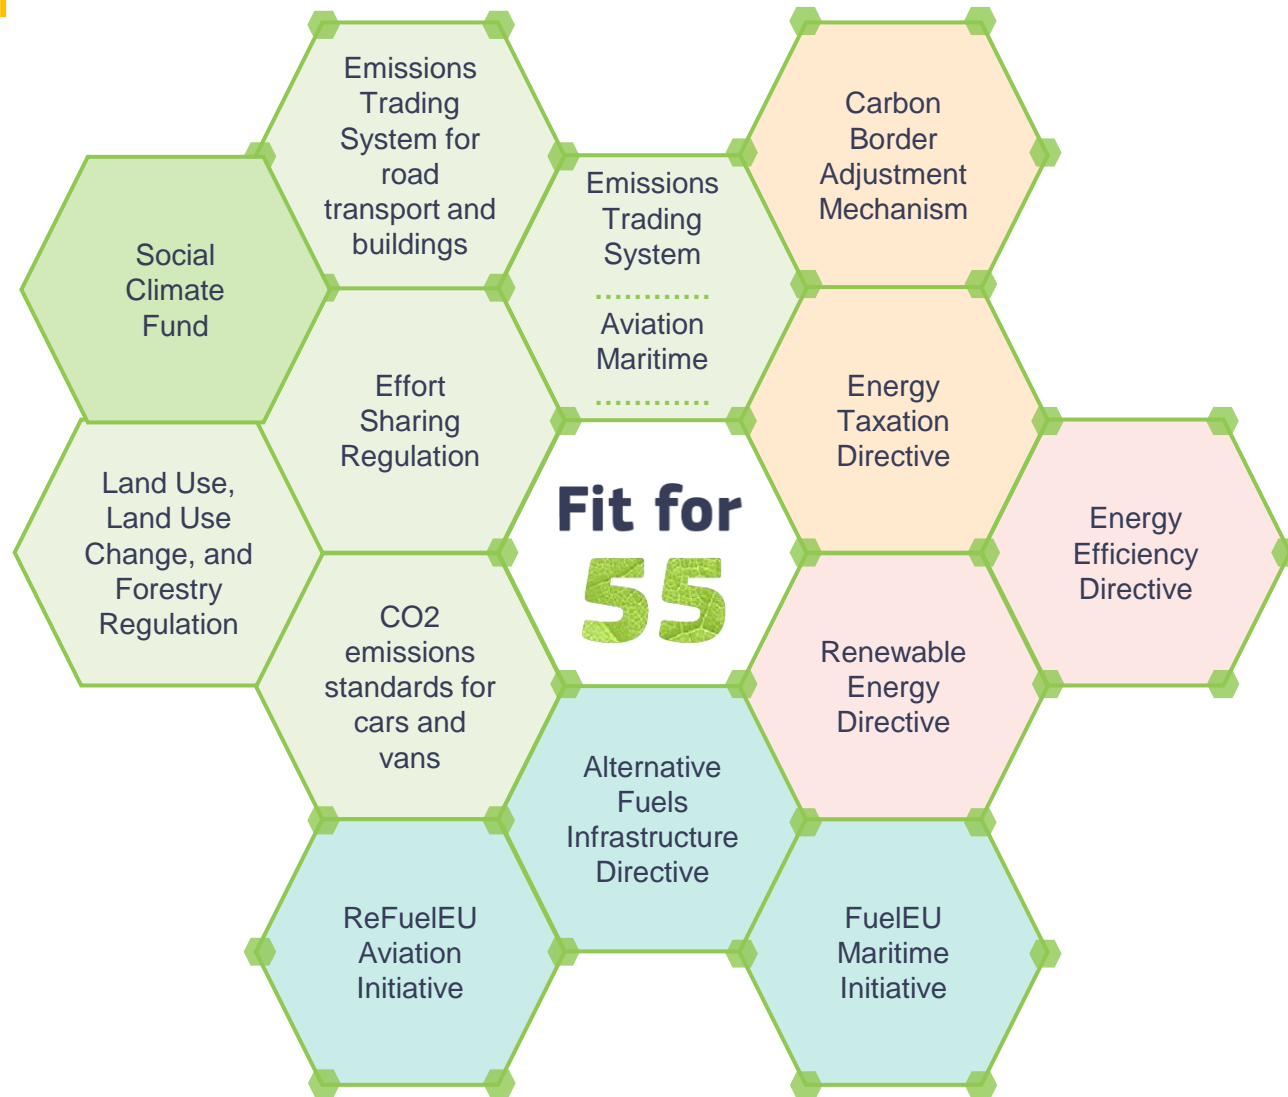 Emissions
Trading
System for
road
transport and
buildings
Carbon
Border
Adjustment
Mechanism
Emissions
Trading
System
............
Aviation
Maritime
............
Social
Climate
Fund
Effort
Sharing
Regulation
Energy
Taxation
Directive
Land Use,
Land Use
Change, and
Forestry
Regulation
Fit for
55
Energy
Efficiency
Directive
CO2
emissions
standards for
cars and
vans
Renewable
Energy
Directive
Alternative
Fuels
Infrastructure
Directive
ReFuelEU
Aviation
Initiative
FuelEU
Maritime
Initiative